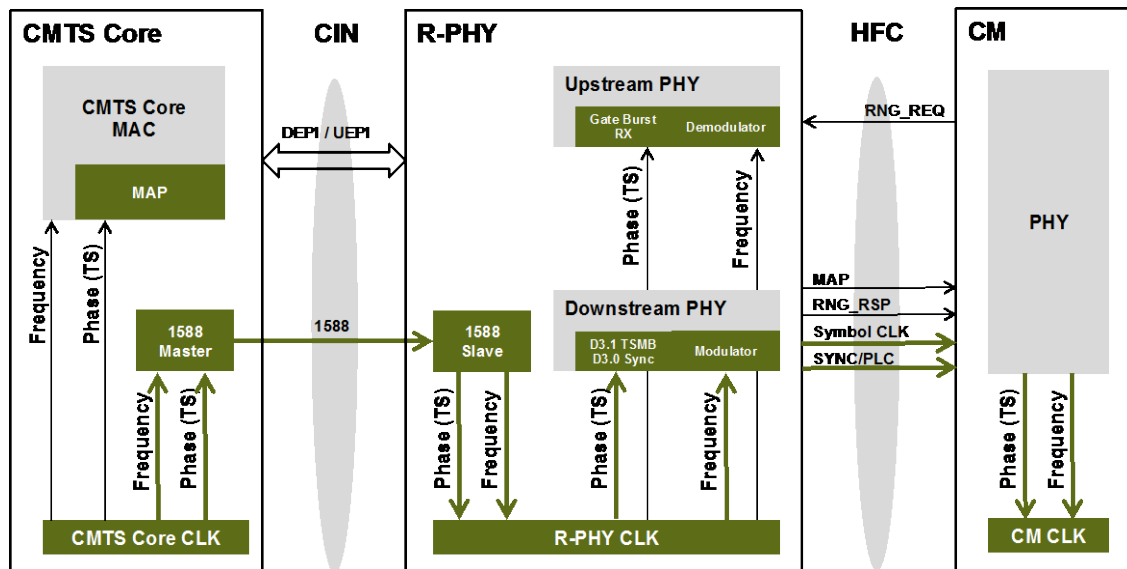 CMTS Core
CIN
R-PHY
HFC
CM
CMTS Core
MAC
MAP
DEPI / UEPI
Upstream PHY
Gate Burst
RX
Demodulator
RNG_REQ
PHY
Frequency
Phase (TS)
Phase (TS)
Frequency
MAP
RNG_RSP
Symbol CLK
SYNC/PLC
Downstream PHY
D3.1 TSMB
D3.0 Sync
Modulator
1588
Master
1588
1588
Slave
Frequency
Phase (TS)
Phase (TS)
Frequency
Phase (TS)
Frequency
Phase (TS)
Frequency
CMTS Core CLK
R-PHY CLK
CM CLK